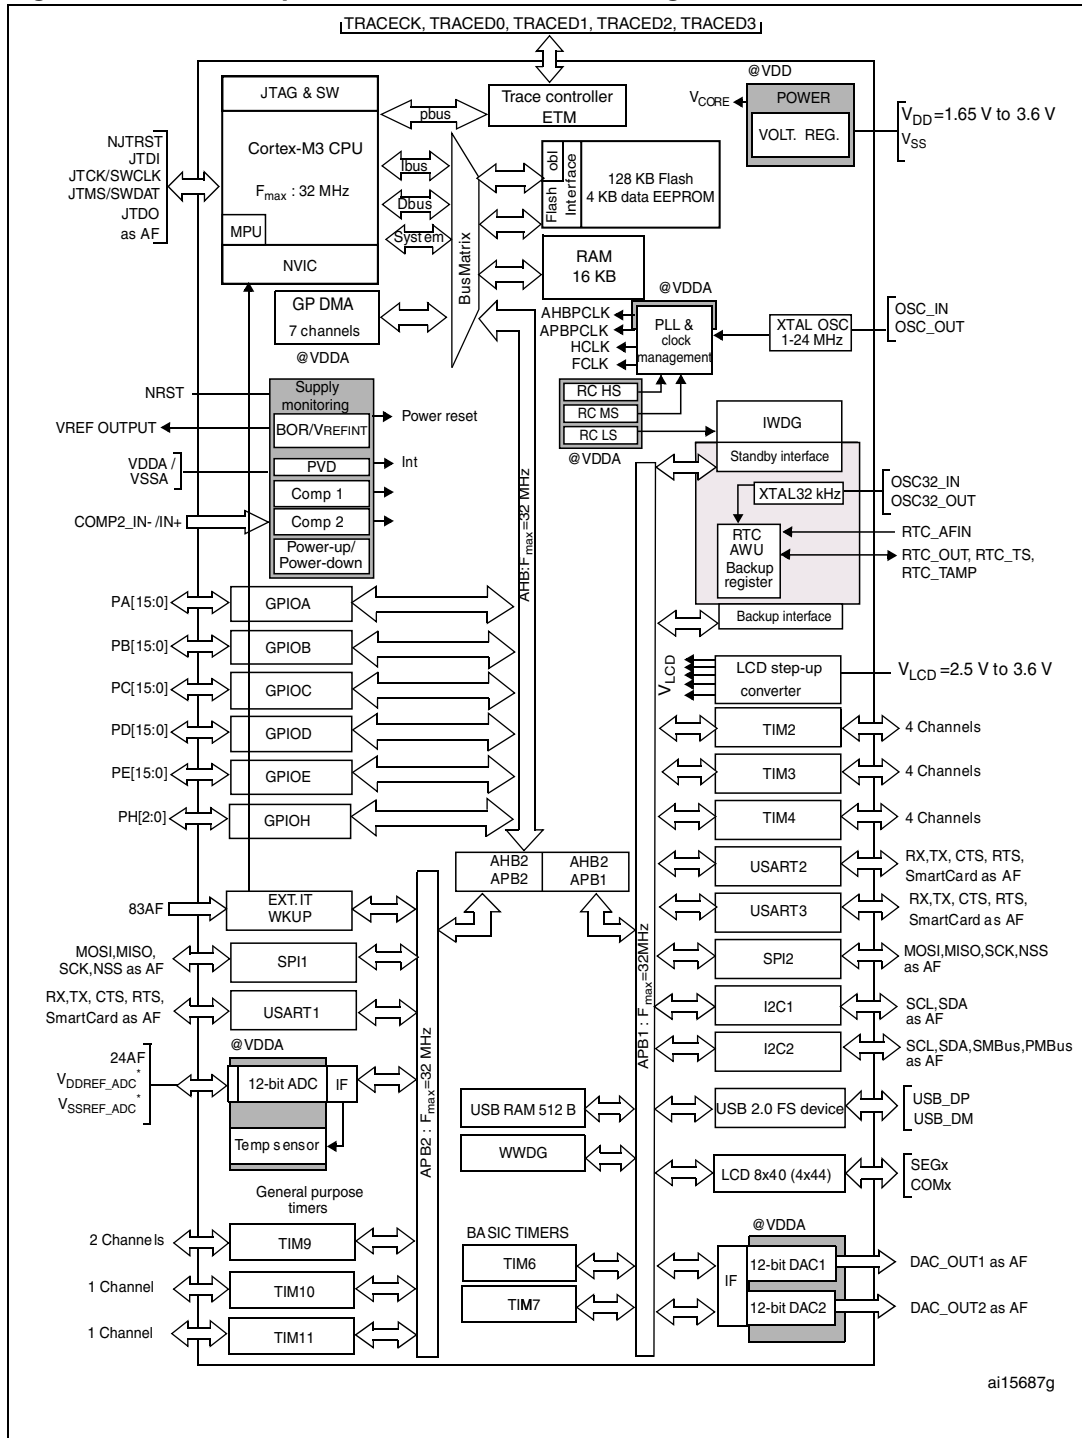 TRACECK, TRACED0, TRACED1, TRACED2, TRACED3
@VDD
JTAG & SW
Trace controller
ETM
pbus
VCORE
POWER
VOLT. REG.
VDD=1.65 V to 3.6 V
VSS
NJTRST
JTDI
JTCK/SWCLK
JTMS/SWDAT
JTDO
as AF
Cortex-M3 CPU
Fmax : 32 MHz
MPU
NVIC
Ibus
Dbus
System
BusMatrix
Flash
obl
Interface
128 KB Flash
4 KB data EEPROM
RAM
16 KB
GP DMA
7 channels
@VDDA
AHBPCLK
APBPCLK
HCLK
FCLK
PLL &
clock
management
XTAL OSC
1-24 MHz
OSC_IN
OSC_OUT
@VDDA
NRST
Supply
monitoring
Power reset
VREF OUTPUT
BOR/VREFINT
VDDA /
VSSA
PVD
Int
Comp 1
COMP2_IN- /IN+
Comp 2
Power-up/
Power-down
RC HS
RC MS
RC LS
@VDDA
IWDG
Standby interface
XTAL32 kHz
OSC32_IN
OSC32_OUT
RTC
AWU
Backup
register
RTC_AFIN
RTC_OUT, RTC_TS,
RTC_TAMP
Backup interface
AHB:Fmax=32 MHz
PA[15:0]
GPIOA
PB[15:0]
GPIOB
PC[15:0]
GPIOC
PD[15:0]
GPIOD
PE[15:0]
GPIOE
PH[2:0]
GPIOH
VLCD
LCD step-up
converter
VLCD=2.5 V to 3.6 V
TIM2
4 Channels
TIM3
4 Channels
TIM4
4 Channels
AHB2
APB2
AHB2
APB1
USART2
RX,TX, CTS, RTS,
SmartCard as AF
83AF
EXT.IT
WKUP
USART3
RX,TX, CTS, RTS,
SmartCard as AF
MOSI,MISO,
SCK,NSS as AF
SPI1
SPI2
MOSI,MISO,SCK,NSS
as AF
RX,TX, CTS, RTS,
SmartCard as AF
USART1
I2C1
SCL,SDA
as AF
I2C2
SCL,SDA,SMBus,PMBus
as AF
APB2 : Fmax=32 MHz
APB1 : Fmax=32MHz
@VDDA
24AF
VDDREF_ADC*
VSSREF_ADC*
12-bit ADC
IF
Temp sensor
USB RAM 512 B
USB 2.0 FS device
USB_DP
USB_DM
WWDG
LCD 8x40 (4x44)
SEGx
COMx
General purpose
timers
2 Channels
TIM9
1 Channel
TIM10
1 Channel
TIM11
BASIC TIMERS
TIM6
TIM7
@VDDA
IF
12-bit DAC1
DAC_OUT1 as AF
12-bit DAC2
DAC_OUT2 as AF
ai15687g